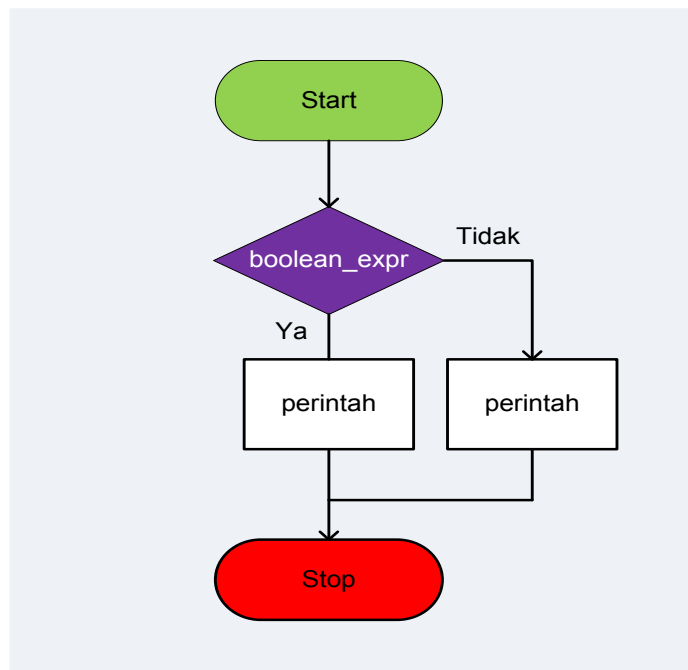 Start
boolean_expr
Tidak
Ya
perintah
perintah
Stop